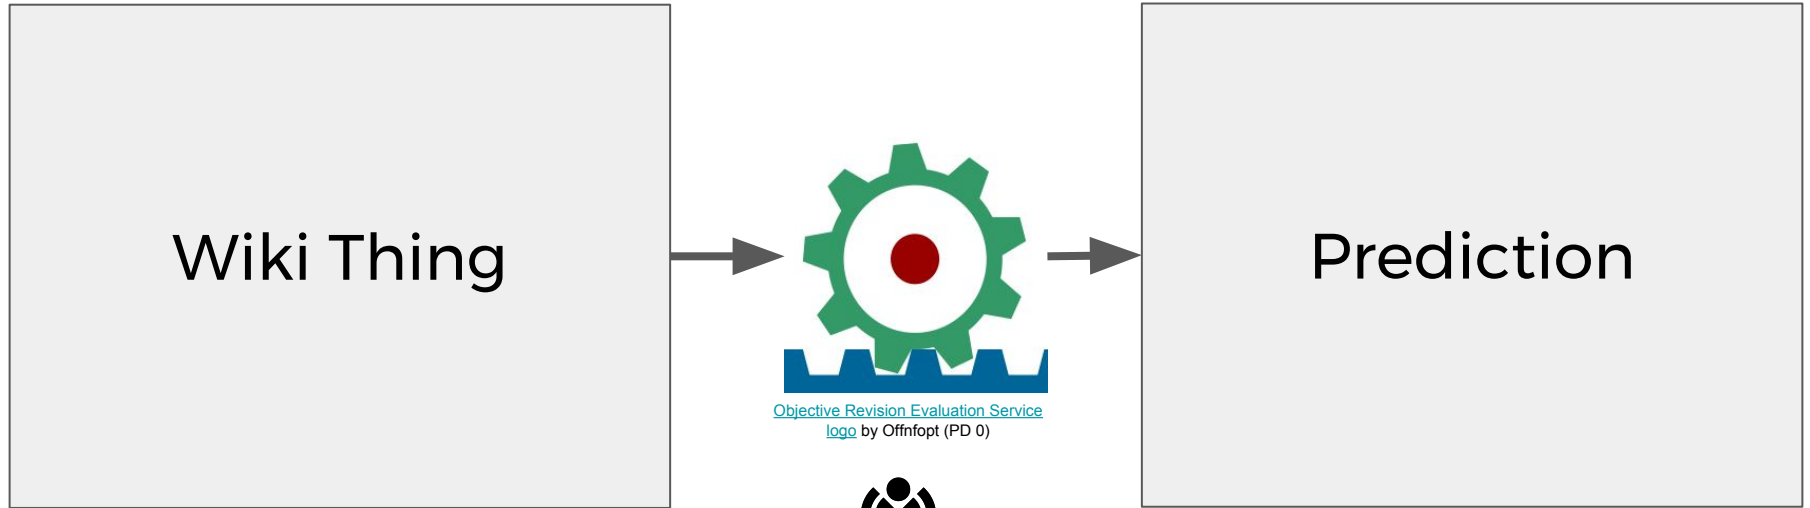 Wiki Thing
Prediction
Objective Revision Evaluation Service
logo by Offnfopt (PD 0)